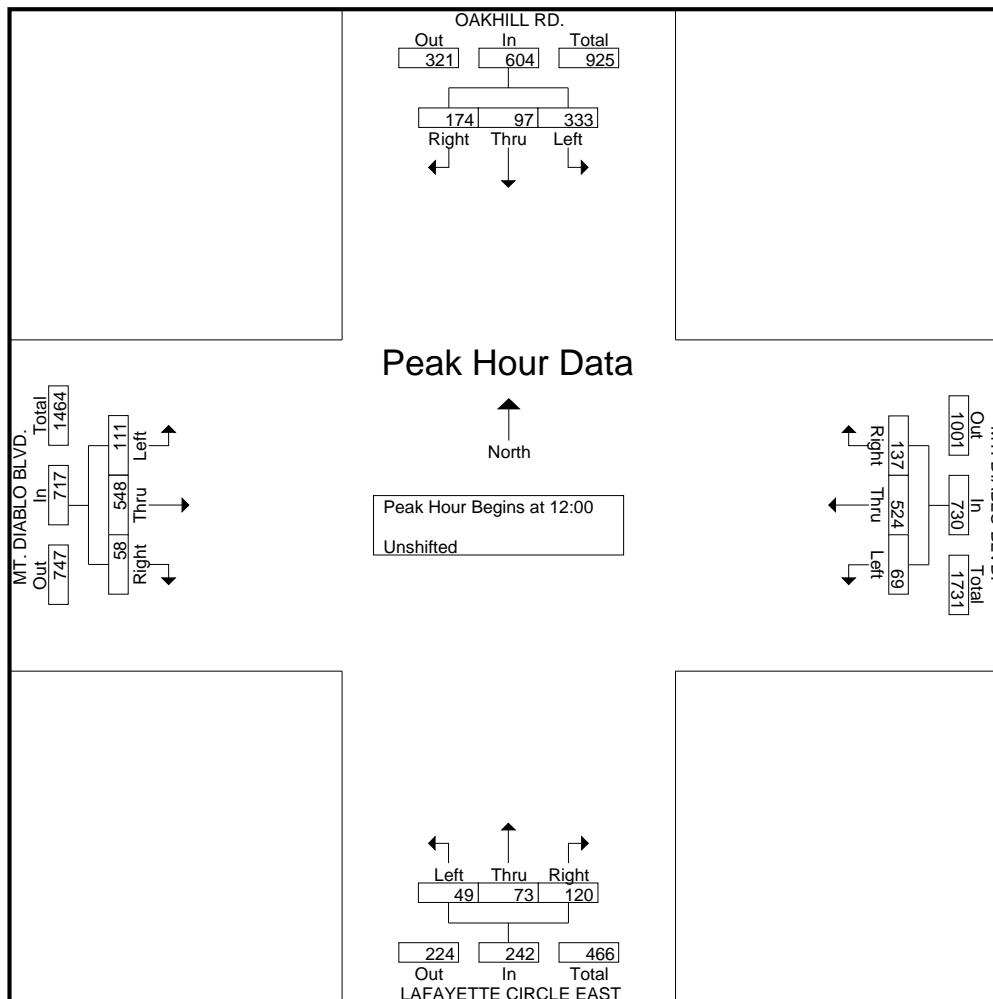 OAKHILL RD.
Out In Total
321 604 925
174 97 333
Right Thru Left
Peak Hour Data
North
Peak Hour Begins at 12:00
Unshifted
MT. DIABLO BLVD.
Out In Total
747 717 1464
Left Thru Right
111 548 58
Out In Total
1001 730 1731
Right Thru Left
137 524 69
Left Thru Right
49 73 120
224 242 466
Out In Total
LAFAYETTE CIRCLE EAST